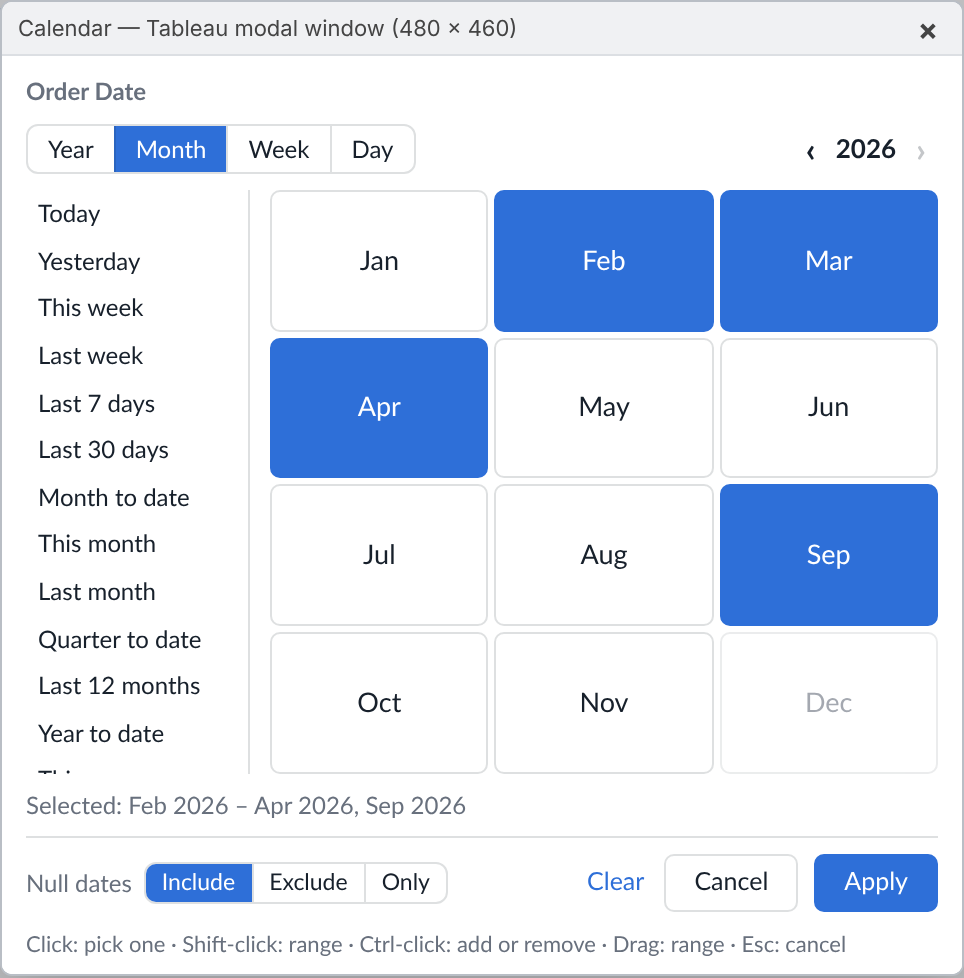 Calendar — Tableau modal window (480 × 460) ×
Order Date
Year Month Week Day ‹ 2026 ›
Today
Yesterday
This week
Last week
Last 7 days
Last 30 days
Month to date
This month
Last month
Quarter to date
Last 12 months
Year to date
Jan Feb Mar
Apr May Jun
Jul Aug Sep
Oct Nov Dec
Selected: Feb 2026 – Apr 2026, Sep 2026
Null dates Include Exclude Only Clear Cancel Apply
Click: pick one · Shift-click: range · Ctrl-click: add or remove · Drag: range · Esc: cancel